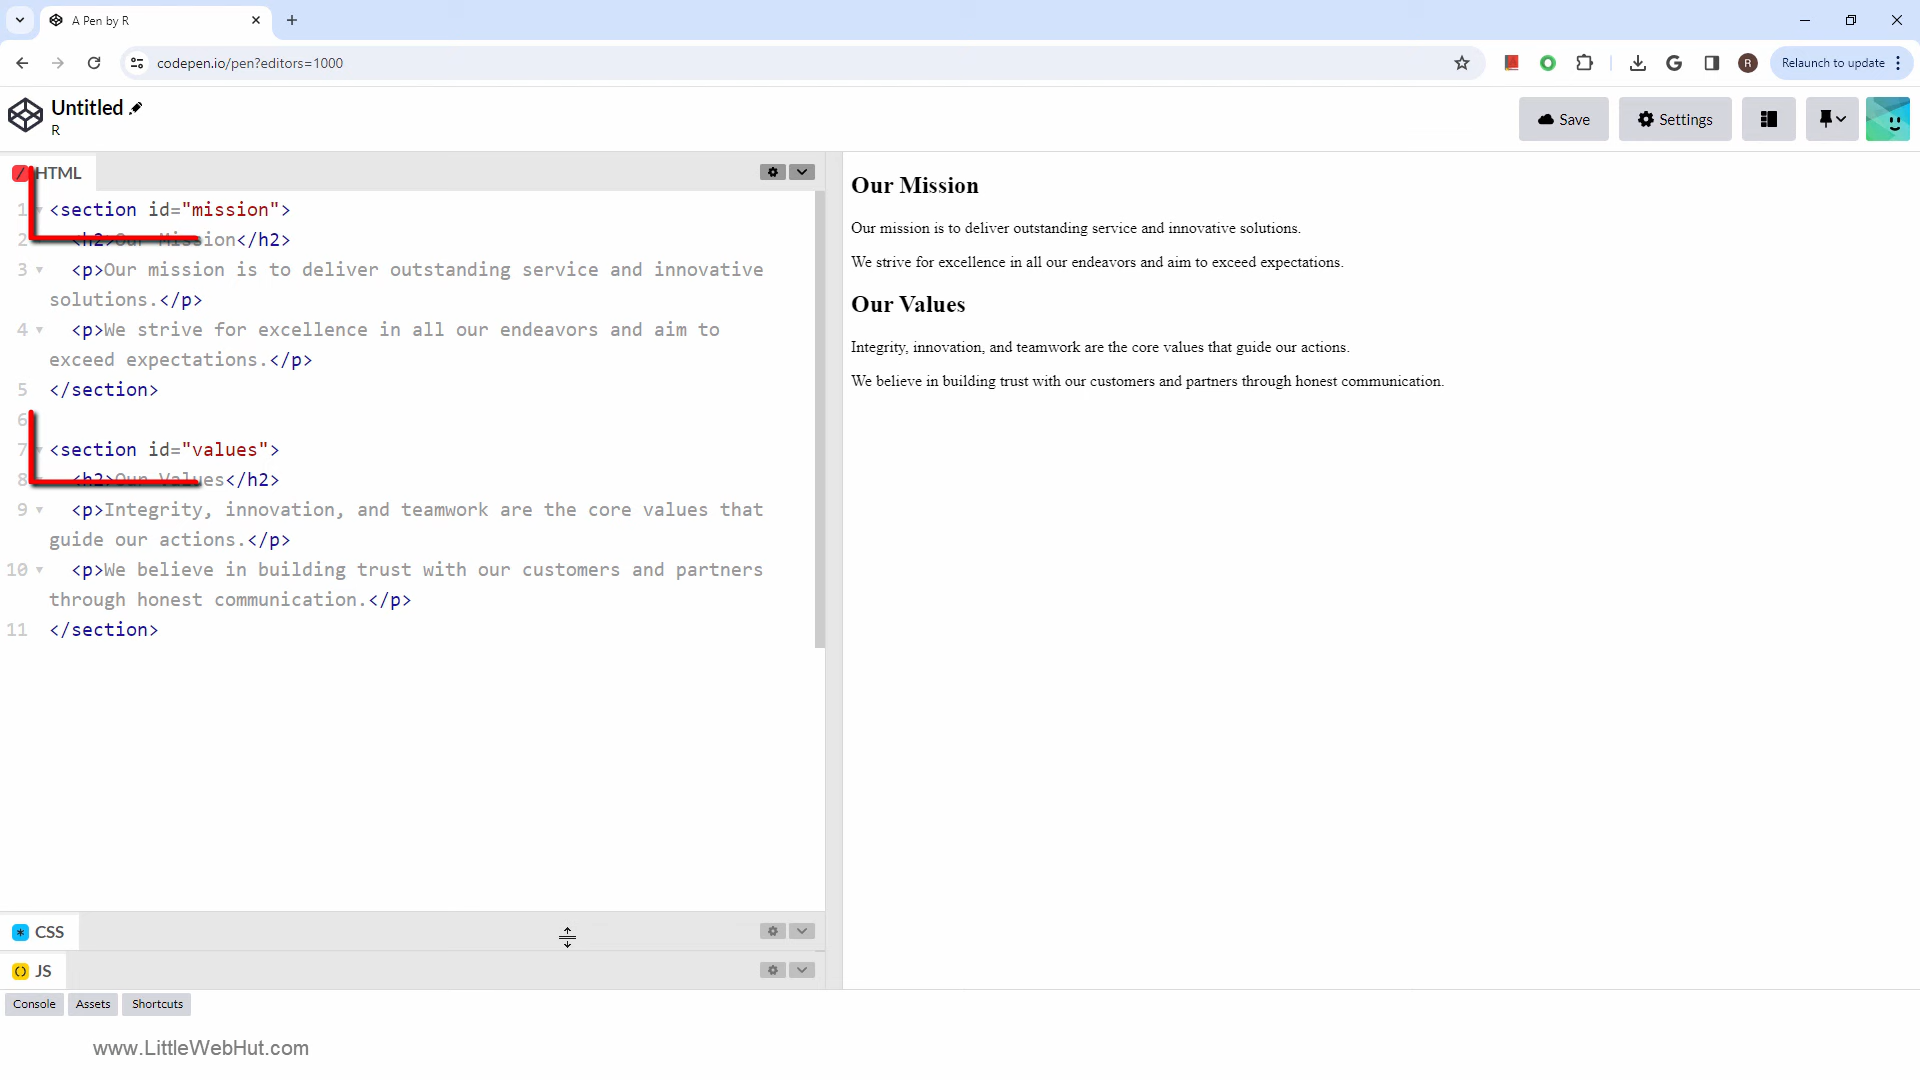 A Pen by R
codepen.io/pen?editors=1000
Relaunch to update
Untitled
R
Save
Settings
HTML
1 <section id="mission">
2 <h2>Our Mission</h2>
3 <p>Our mission is to deliver outstanding service and innovative
solutions.</p>
4 <p>We strive for excellence in all our endeavors and aim to
exceed expectations.</p>
5 </section>
6
7 <section id="values">
8 <h2>Our Values</h2>
9 <p>Integrity, innovation, and teamwork are the core values that
guide our actions.</p>
10 <p>We believe in building trust with our customers and partners
through honest communication.</p>
11 </section>
Our Mission
Our mission is to deliver outstanding service and innovative solutions.
We strive for excellence in all our endeavors and aim to exceed expectations.
Our Values
Integrity, innovation, and teamwork are the core values that guide our actions.
We believe in building trust with our customers and partners through honest communication.
CSS
JS
Console
Assets
Shortcuts
www.LittleWebHut.com